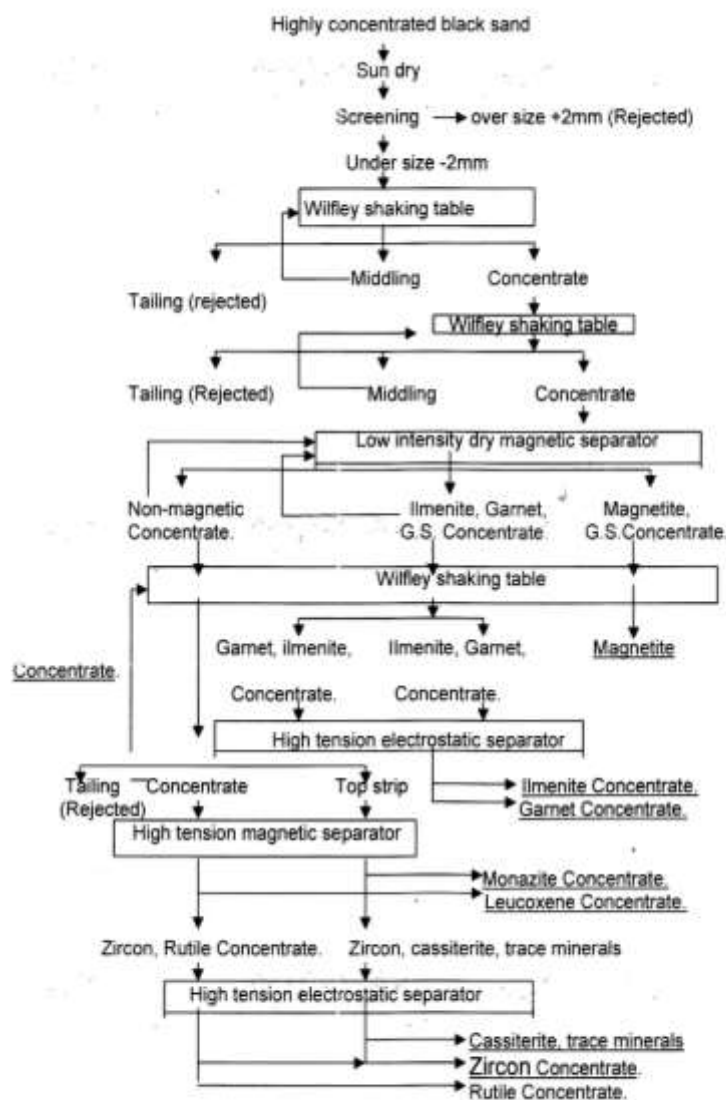 Highly concentrated black sand
Sun dry
Screening
over size +2mm (Rejected)
Under size -2mm
Wilfley shaking table
Middling
Concentrate
Tailing (rejected)
Wilfley shaking table
Tailing (Rejected)
Middling
Concentrate
Low intensity dry magnetic separator
Non-magnetic
Concentrate.
Ilmenite, Garnet,
G.S. Concentrate.
Magnetite,
G.S.Concentrate.
Wilfley shaking table
Garnet, ilmenite,
Concentrate.
Ilmenite, Garnet,
Concentrate.
Magnetite
Concentrate.
High tension electrostatic separator
Tailing
(Rejected)
Concentrate
Top strip
Ilmenite Concentrate.
Garnet Concentrate.
High tension magnetic separator
Monazite Concentrate.
Leucoxene Concentrate.
Zircon, Rutile Concentrate.
Zircon, cassiterite, trace minerals
High tension electrostatic separator
Cassiterite, trace minerals
Zircon Concentrate.
Rutile Concentrate.